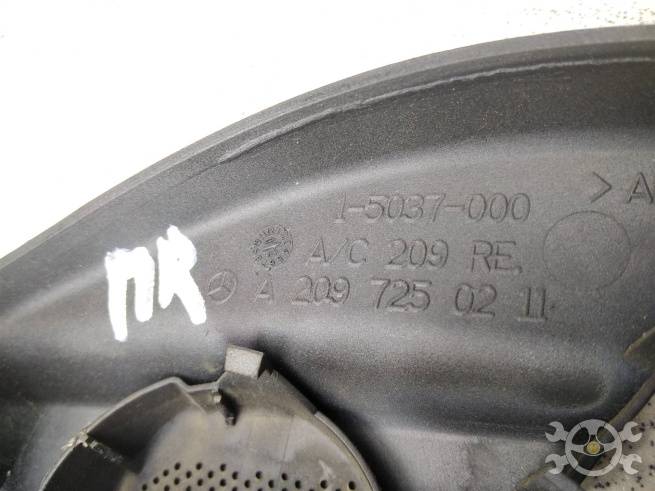 1-5037-000
> A
A/C 209 RE.
A 209 725 02 11
ПR